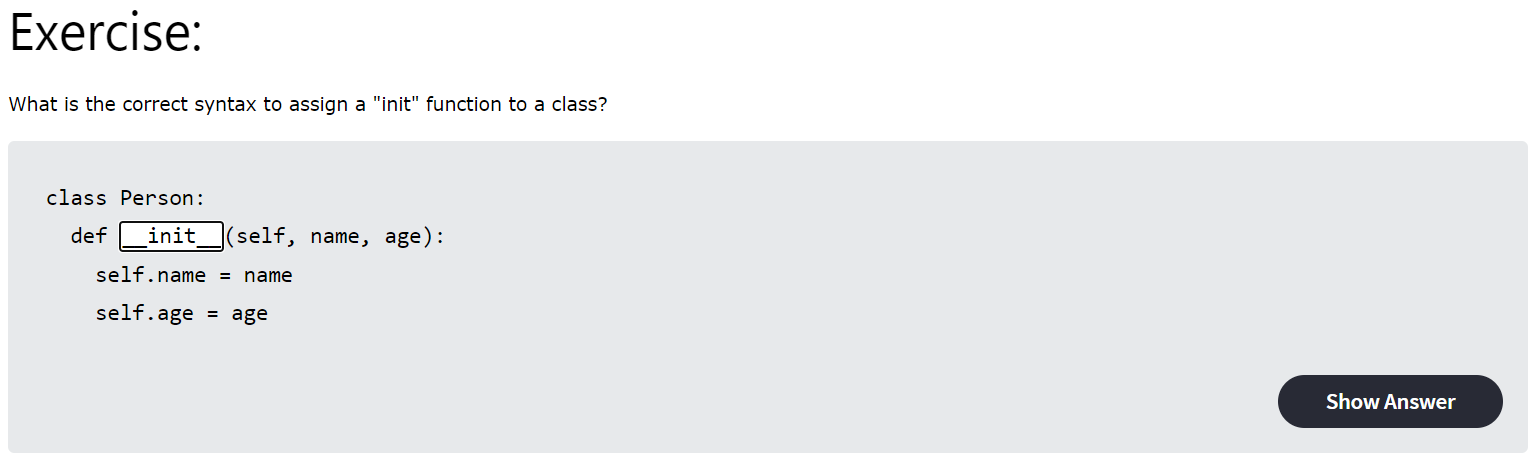 Exercise:
What is the correct syntax to assign a "init" function to a class?
class Person:
  def __init__(self, name, age):
    self.name = name
    self.age = age
Show Answer